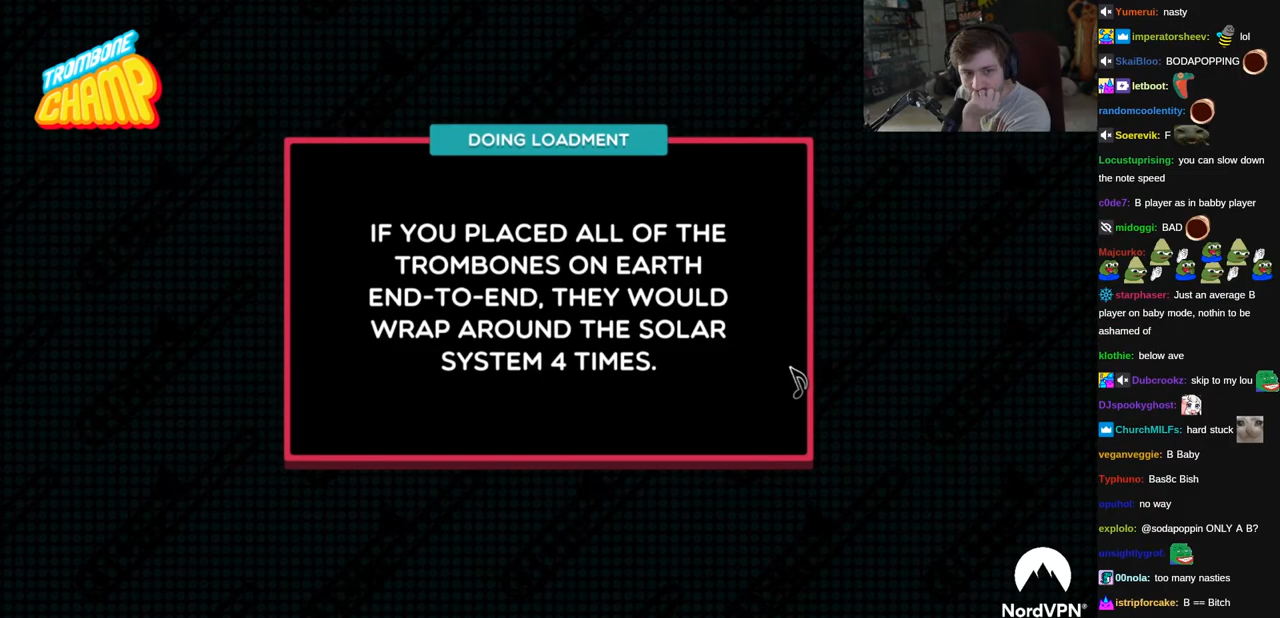 TROMBONE
CHAMP
DOING LOADMENT
IF YOU PLACED ALL OF THE
TROMBONES ON EARTH
END-TO-END, THEY WOULD
WRAP AROUND THE SOLAR
SYSTEM 4 TIMES.
NordVPN®
Yumerui: nasty
imperatorsheev: lol
SkaiBloo: BODAPOPPING
letboot:
randomcoolentity:
Soerevik: F
Locustuprising: you can slow down
the note speed
c0de7: B player as in babby player
midoggi: BAD
Majcurko:
starphaser: Just an average B
player on baby mode, nothin to be
ashamed of
klothie: below ave
Dubcrookz: skip to my lou
DJspookyghost:
ChurchMILFs: hard stuck
veganveggie: B Baby
Typhuno: Bas8c Bish
opuhol: no way
explolo: @sodapoppin ONLY A B?
unsightlygrof:
00nola: too many nasties
istripforcake: B == Bitch